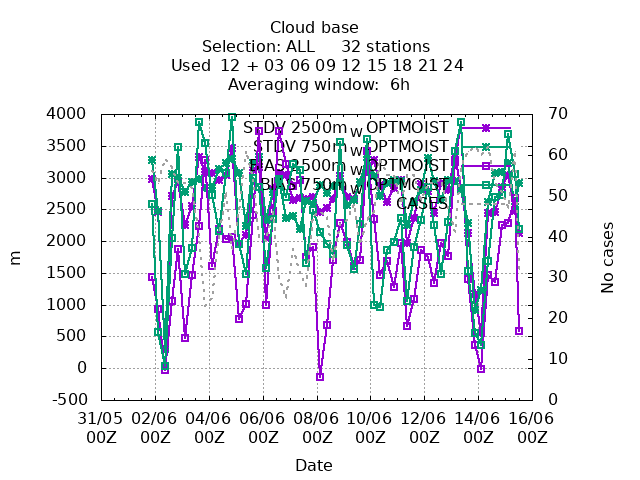 Cloud base
Selection: ALL 32 stations
Used 12 + 03 06 09 12 15 18 21 24
Averaging window: 6h
4000
3500
3000
2500
2000
1500
1000
500
0
-500
m
70
60
50
40
30
20
10
0
No cases
STDV 2500m w OPTMOIST
STDV 750m w OPTMOIST
BIAS 2500m w OPTMOIST
BIAS 750m w OPTMOIST
CASES
31/05 02/06 04/06 06/06 08/06 10/06 12/06 14/06 16/06
00Z 00Z 00Z 00Z 00Z 00Z 00Z 00Z 00Z
Date